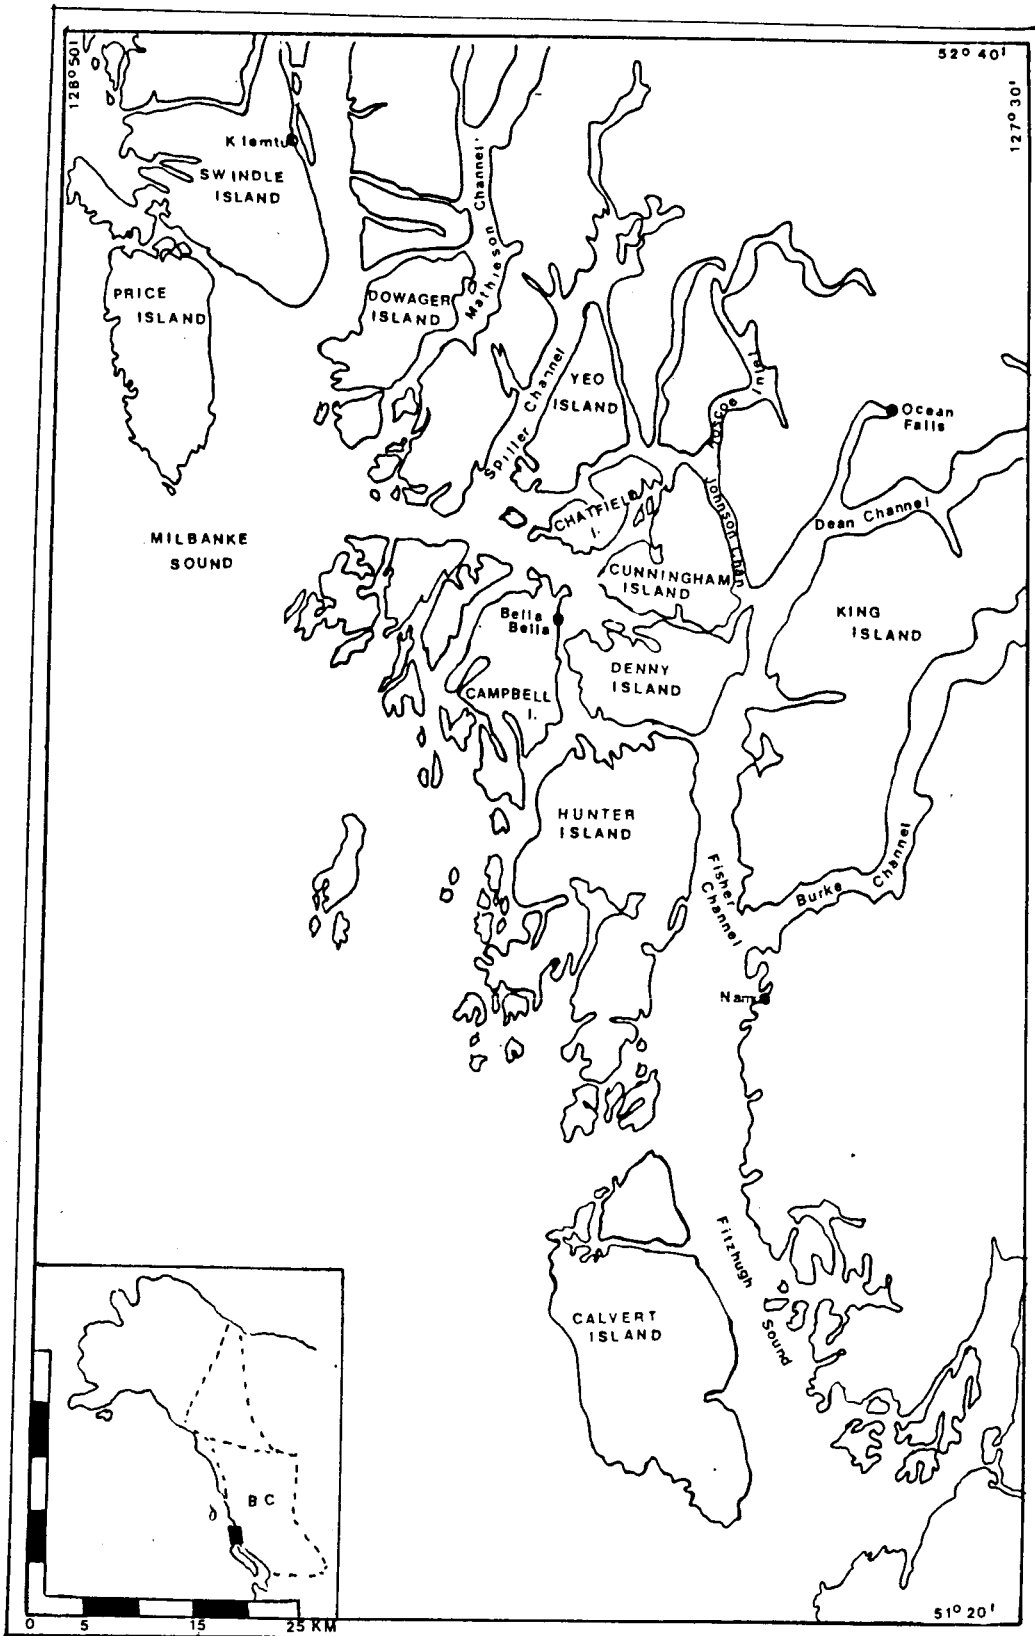 128° 50'
52° 40'
127° 30'
Klemtu
SWINDLE
ISLAND
PRICE
ISLAND
DOWAGER
ISLAND
Mathieson Channel
Spiller Channel
YEO
ISLAND
Roscoe Inlet
Ocean
Falls
CHATFIELD
I.
Johnson Chan
Dean Channel
MILBANKE
SOUND
CUNNINGHAM
ISLAND
KING
ISLAND
Bella
Bella
DENNY
ISLAND
CAMPBELL
I.
HUNTER
ISLAND
Fisher
Channel
Burke Channel
Namu
Fitzhugh
Sound
CALVERT
ISLAND
BC
0 5 15 25 KM
51° 20'